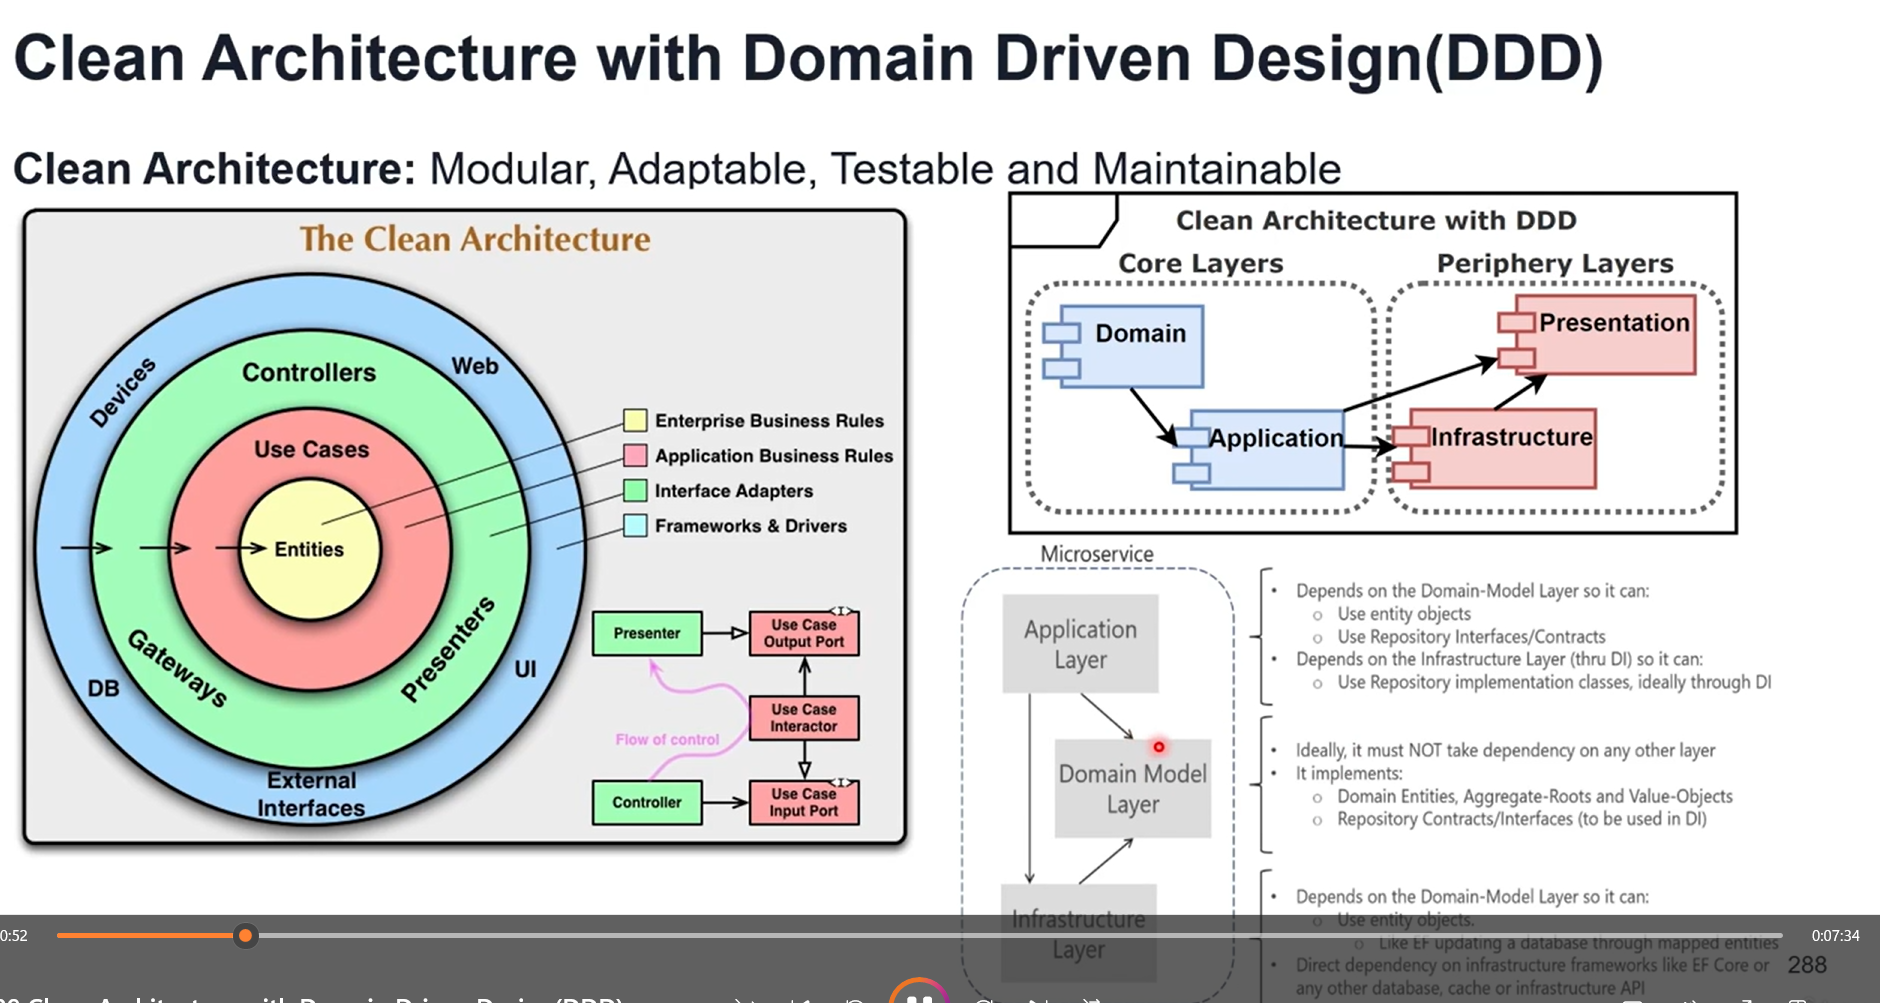 Clean Architecture with Domain Driven Design(DDD)
Clean Architecture: Modular, Adaptable, Testable and Maintainable
The Clean Architecture
Devices
Web
Controllers
Use Cases
Entities
Gateways
Presenters
DB
UI
External
Interfaces
Enterprise Business Rules
Application Business Rules
Interface Adapters
Frameworks & Drivers
Presenter
<I>
Use Case
Output Port
Use Case
Interactor
Flow of control
Controller
<I>
Use Case
Input Port
Clean Architecture with DDD
Core Layers
Periphery Layers
Domain
Presentation
Application
Infrastructure
Microservice
Application
Layer
Domain Model
Layer
Infrastructure
Layer
• Depends on the Domain-Model Layer so it can:
o Use entity objects
o Use Repository Interfaces/Contracts
• Depends on the Infrastructure Layer (thru DI) so it can:
o Use Repository implementation classes, ideally through DI
• Ideally, it must NOT take dependency on any other layer
• It implements:
o Domain Entities, Aggregate-Roots and Value-Objects
o Repository Contracts/Interfaces (to be used in DI)
• Depends on the Domain-Model Layer so it can:
o Use entity objects.
o Like EF updating a database through mapped entities
• Direct dependency on infrastructure frameworks like EF Core or
any other database, cache or infrastructure API
288
0:52
0:07:34
Clean Architecture with Domain Driven Design(DDD)